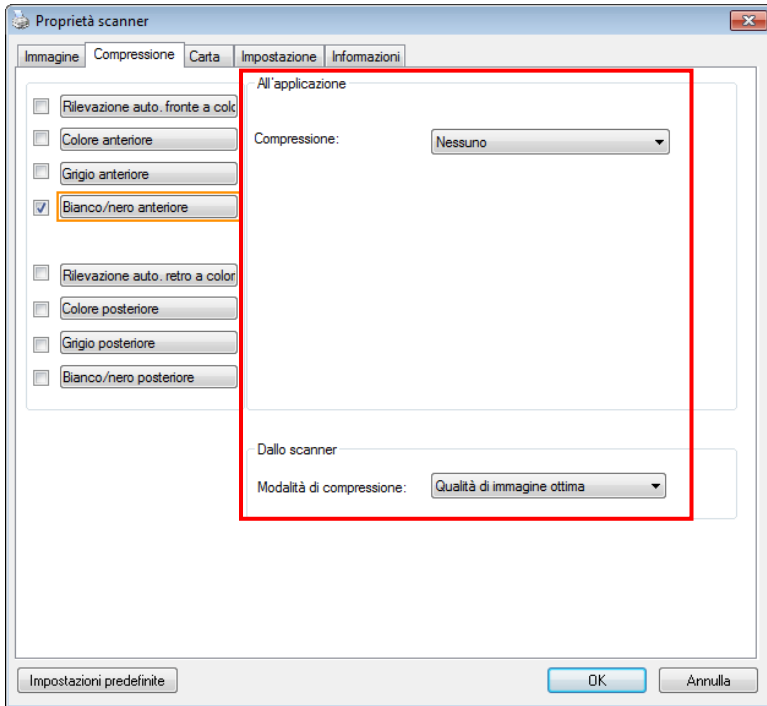 Proprietà scanner
Immagine Compressione Carta Impostazione Informazioni
All'applicazione
Rilevazione auto. fronte a colo
Colore anteriore
Compressione: Nessuno
Grigio anteriore
Bianco/nero anteriore
Rilevazione auto. retro a color
Colore posteriore
Grigio posteriore
Bianco/nero posteriore
Dallo scanner
Modalità di compressione: Qualità di immagine ottima
Impostazioni predefinite OK Annulla